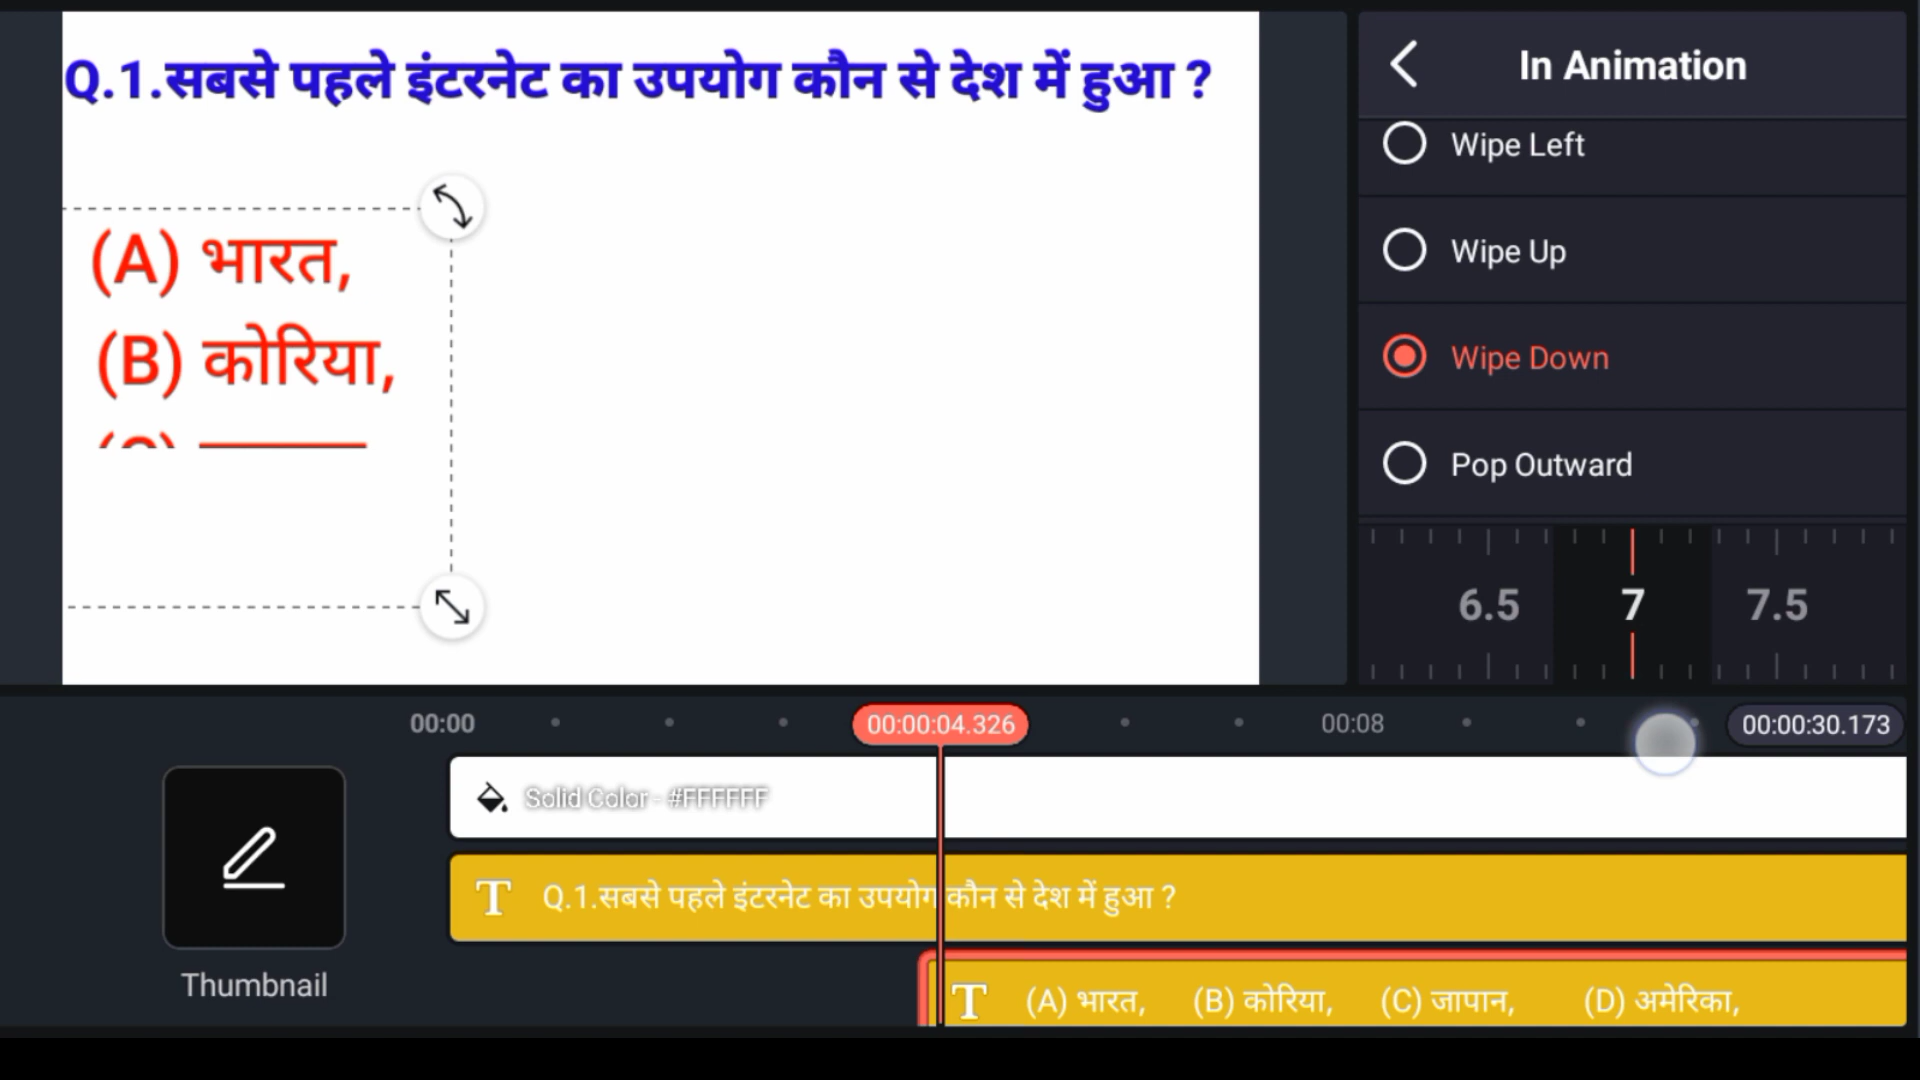 Q.1.सबसे पहले इंटरनेट का उपयोग कौन से देश में हुआ ?
(A) भारत,
(B) कोरिया,
In Animation
Wipe Left
Wipe Up
Wipe Down
Pop Outward
6.5 7 7.5
00:00 00:00:04.326 00:08 00:00:30.173
Solid Color - #FFFFFF
T Q.1.सबसे पहले इंटरनेट का उपयोग कौन से देश में हुआ ?
Thumbnail
T (A) भारत, (B) कोरिया, (C) जापान, (D) अमेरिका,